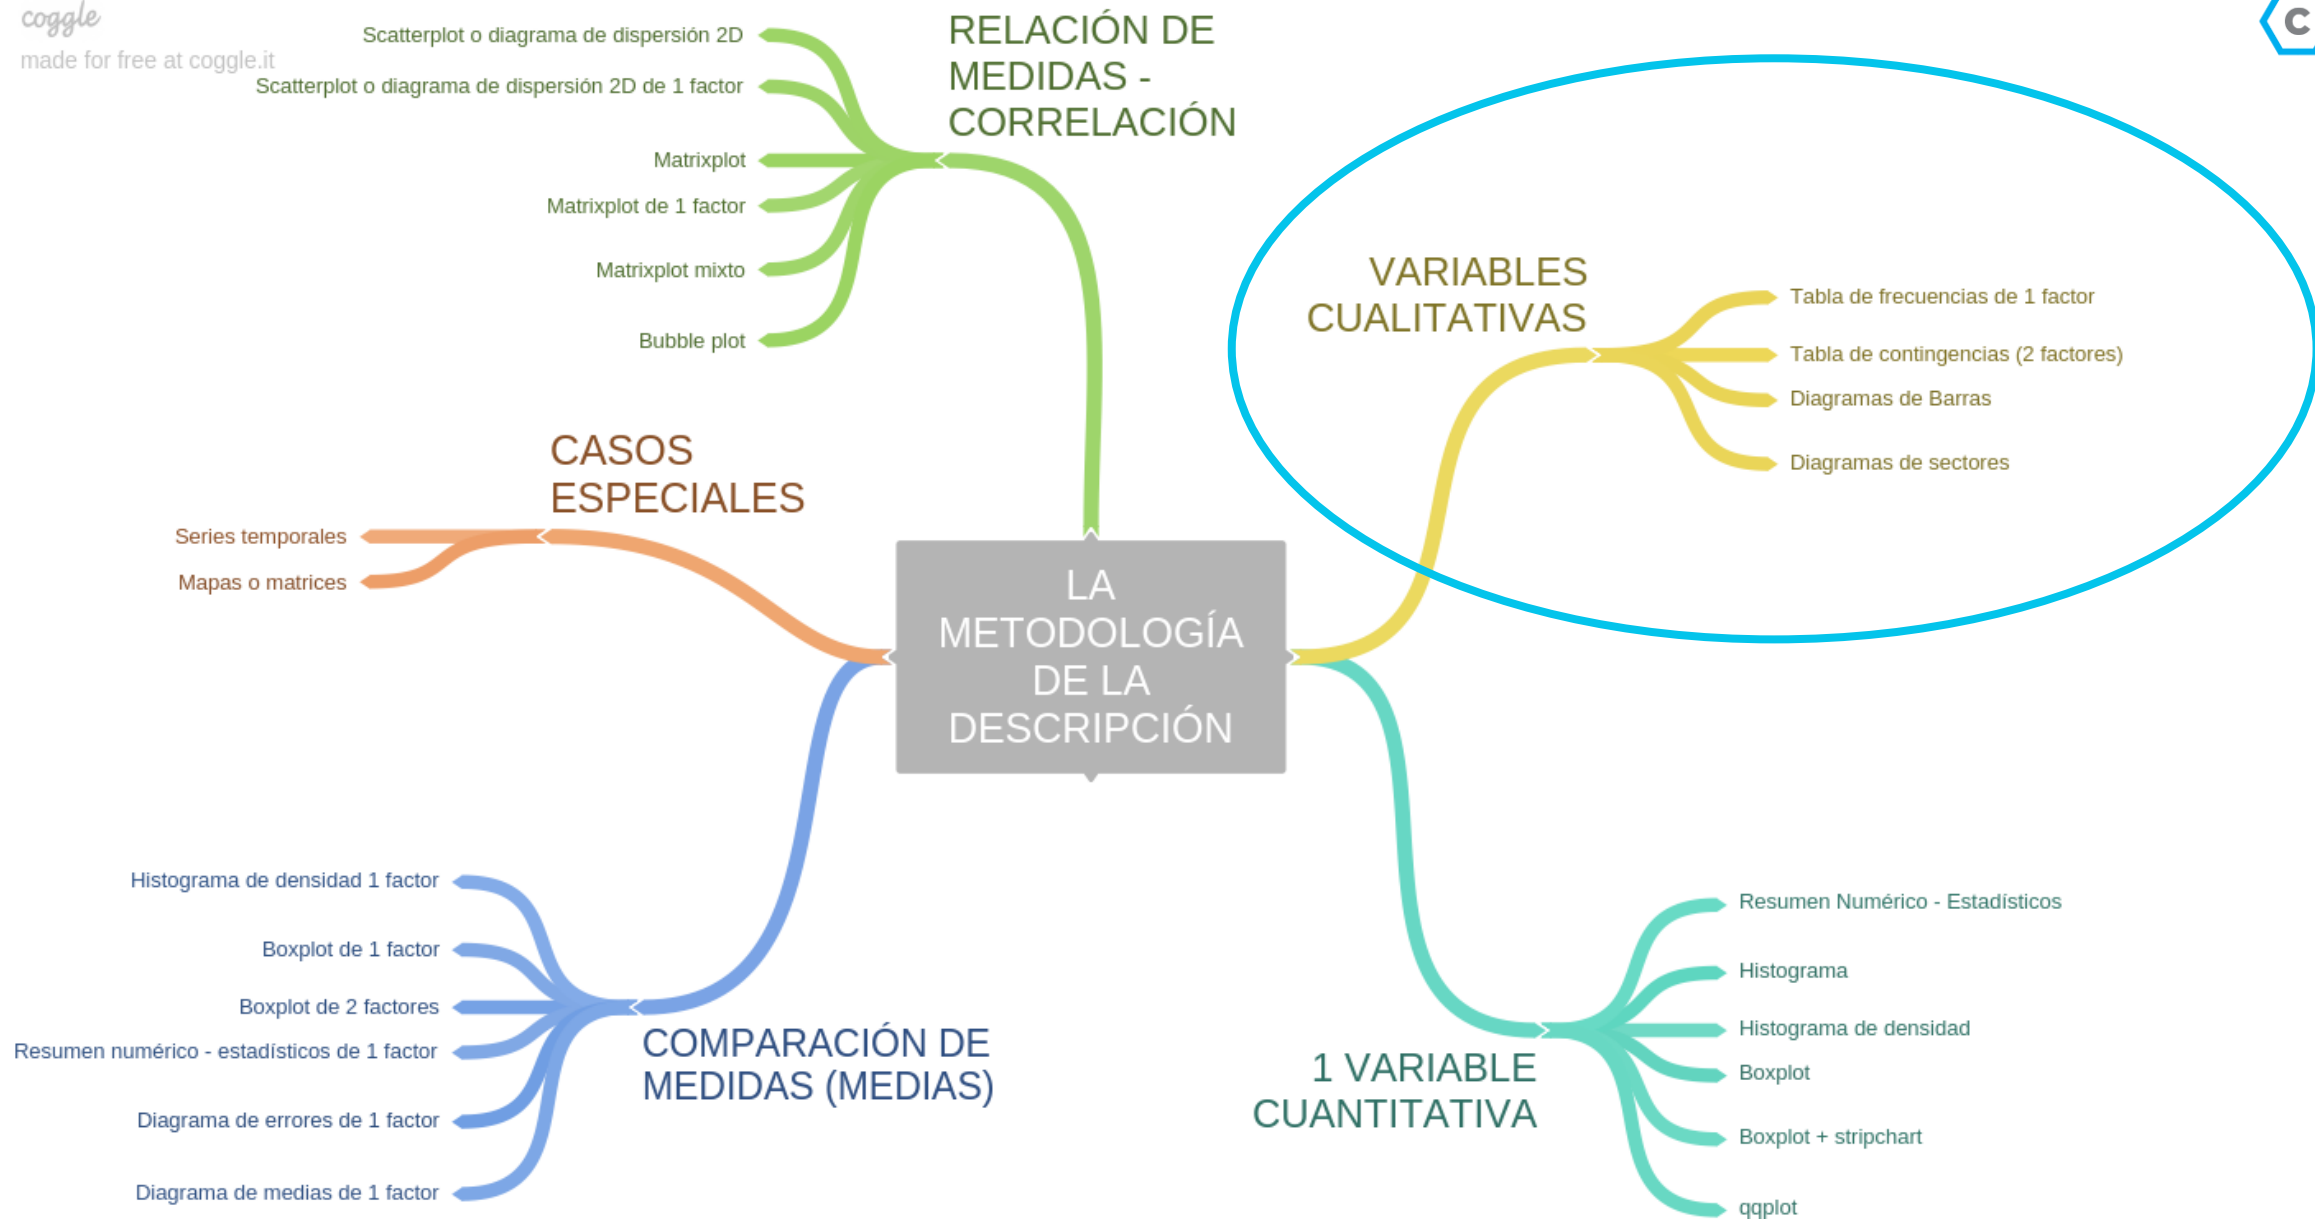 coggle
made for free at coggle.it
C
RELACIÓN DE
MEDIDAS -
CORRELACIÓN
Scatterplot o diagrama de dispersión 2D
Scatterplot o diagrama de dispersión 2D de 1 factor
Matrixplot
Matrixplot de 1 factor
Matrixplot mixto
Bubble plot
VARIABLES
CUALITATIVAS
Tabla de frecuencias de 1 factor
Tabla de contingencias (2 factores)
Diagramas de Barras
Diagramas de sectores
CASOS
ESPECIALES
Series temporales
Mapas o matrices
LA
METODOLOGÍA
DE LA
DESCRIPCIÓN
Histograma de densidad 1 factor
Boxplot de 1 factor
Boxplot de 2 factores
Resumen numérico - estadísticos de 1 factor
Diagrama de errores de 1 factor
Diagrama de medias de 1 factor
COMPARACIÓN DE
MEDIDAS (MEDIAS)
1 VARIABLE
CUANTITATIVA
Resumen Numérico - Estadísticos
Histograma
Histograma de densidad
Boxplot
Boxplot + stripchart
qqplot